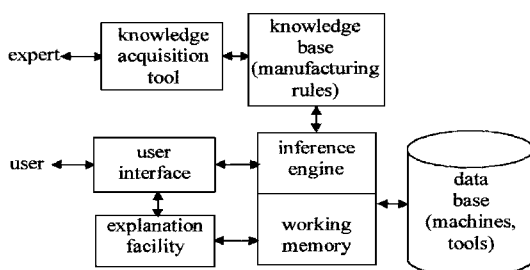 expert
knowledge
acquisition
tool
knowledge
base
(manufacturing
rules)
user
user
interface
inference
engine
explanation
facility
working
memory
data
base
(machines,
tools)